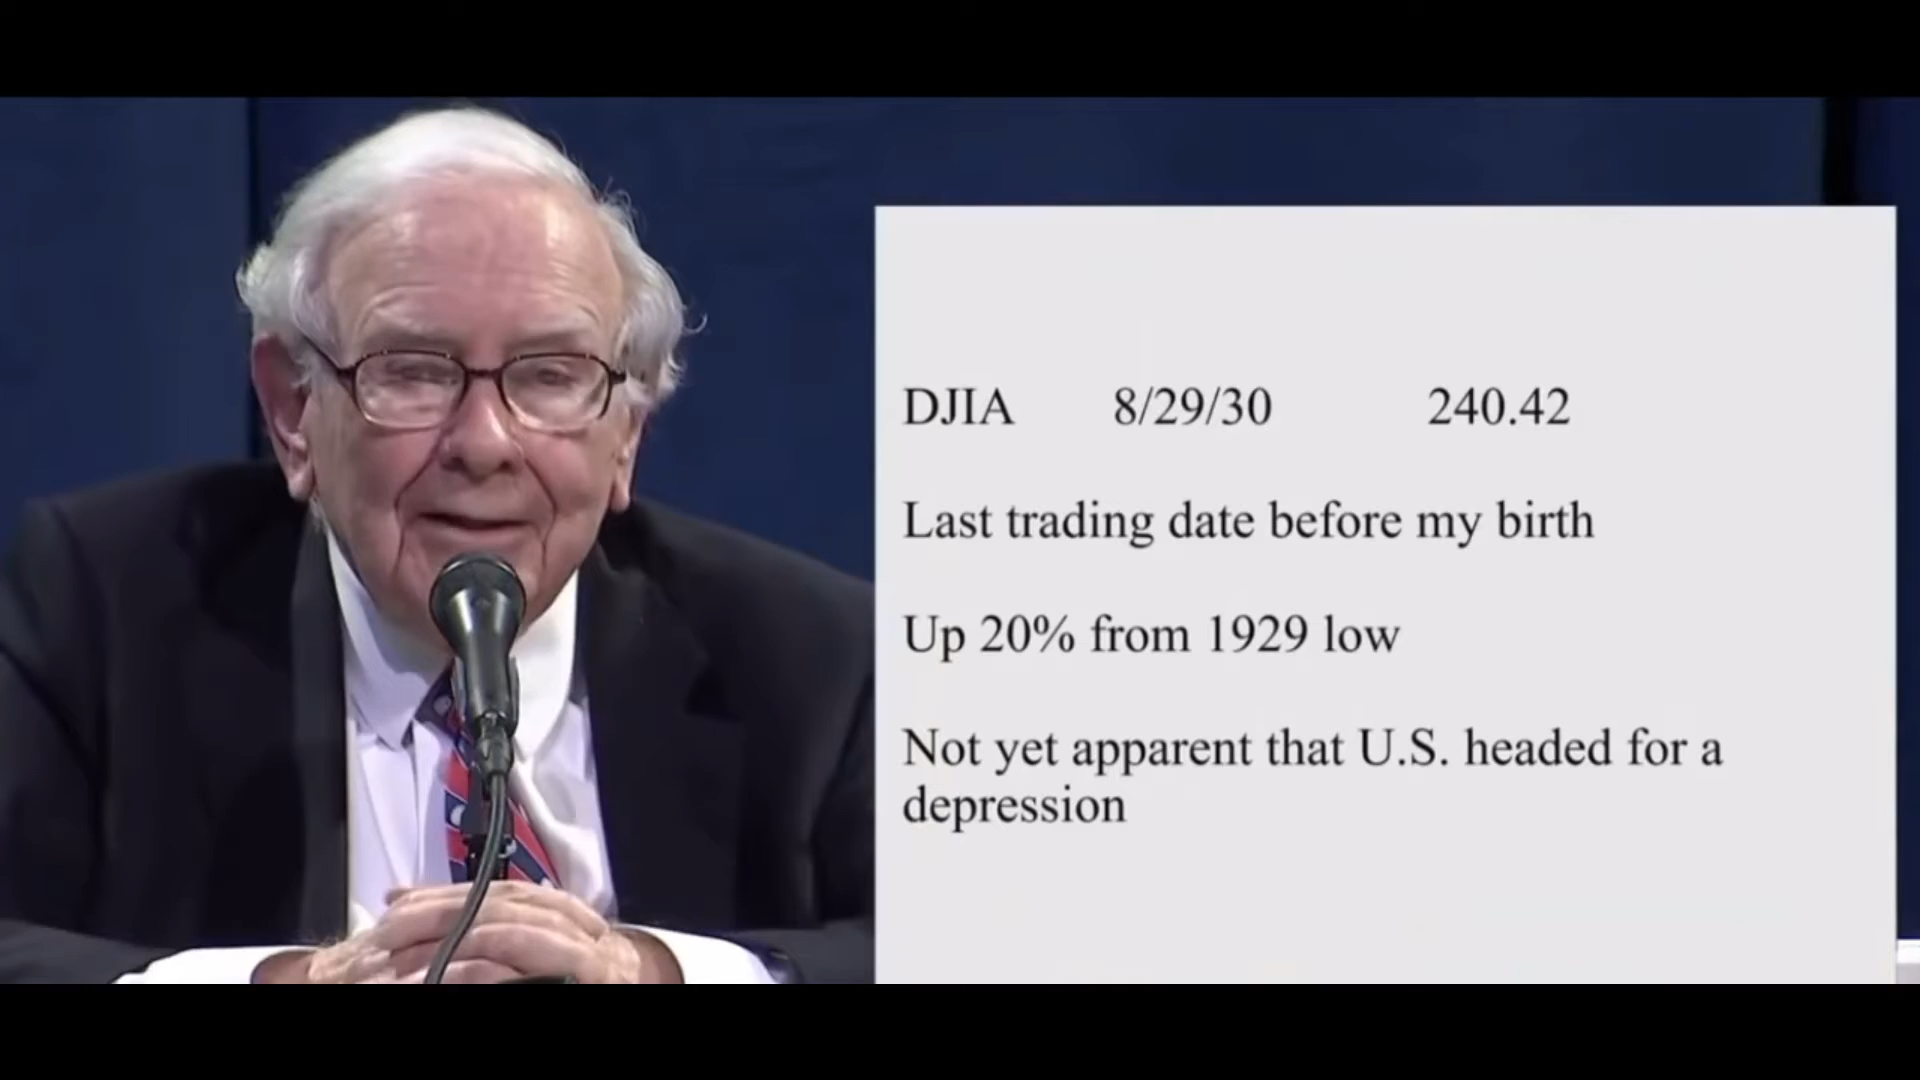 DJIA 8/29/30 240.42
Last trading date before my birth
Up 20% from 1929 low
Not yet apparent that U.S. headed for a
depression